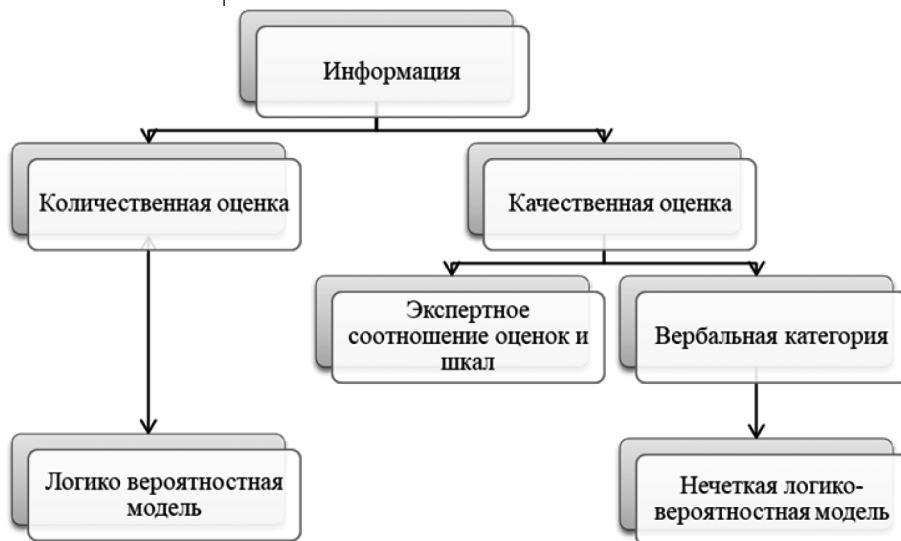 Информация
Количественная оценка
Качественная оценка
Экспертное
соотношение оценок и
шкал
Вербальная категория
Логико вероятностная
модель
Нечеткая логико-
вероятностная модель